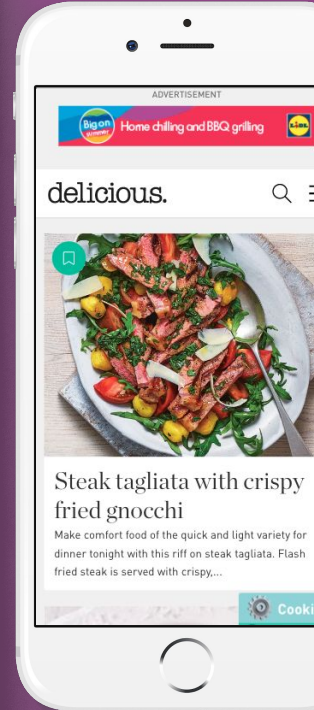 ADVERTISEMENT
Big on
summer
Home chilling and BBQ grilling
LIDL
delicious.
Steak tagliata with crispy
fried gnocchi
Make comfort food of the quick and light variety for
dinner tonight with this riff on steak tagliata. Flash
fried steak is served with crispy,...
Cooki